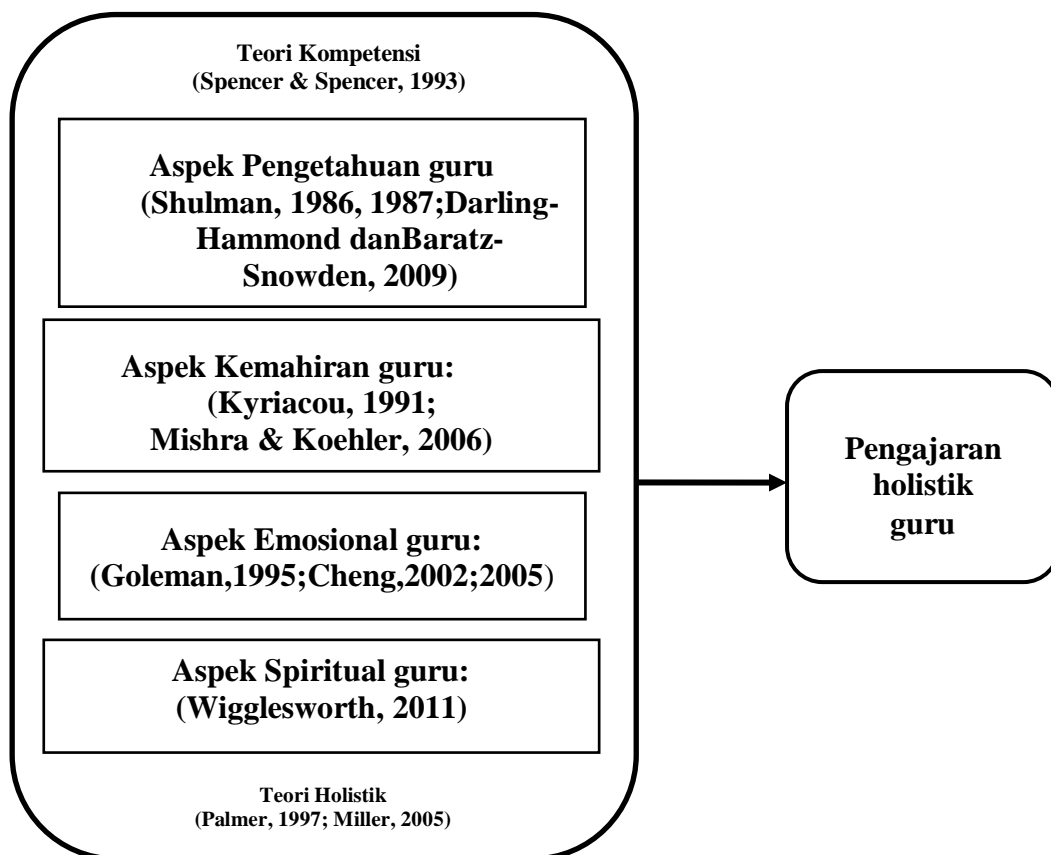 Teori Kompetensi
(Spencer & Spencer, 1993)
Aspek Pengetahuan guru
(Shulman, 1986, 1987;Darling-
Hammond danBaratz-
Snowden, 2009)
Aspek Kemahiran guru:
(Kyriacou, 1991;
Mishra & Koehler, 2006)
Aspek Emosional guru:
(Goleman,1995;Cheng,2002;2005)
Aspek Spiritual guru:
(Wigglesworth, 2011)
Teori Holistik
(Palmer, 1997; Miller, 2005)
Pengajaran
holistik
guru